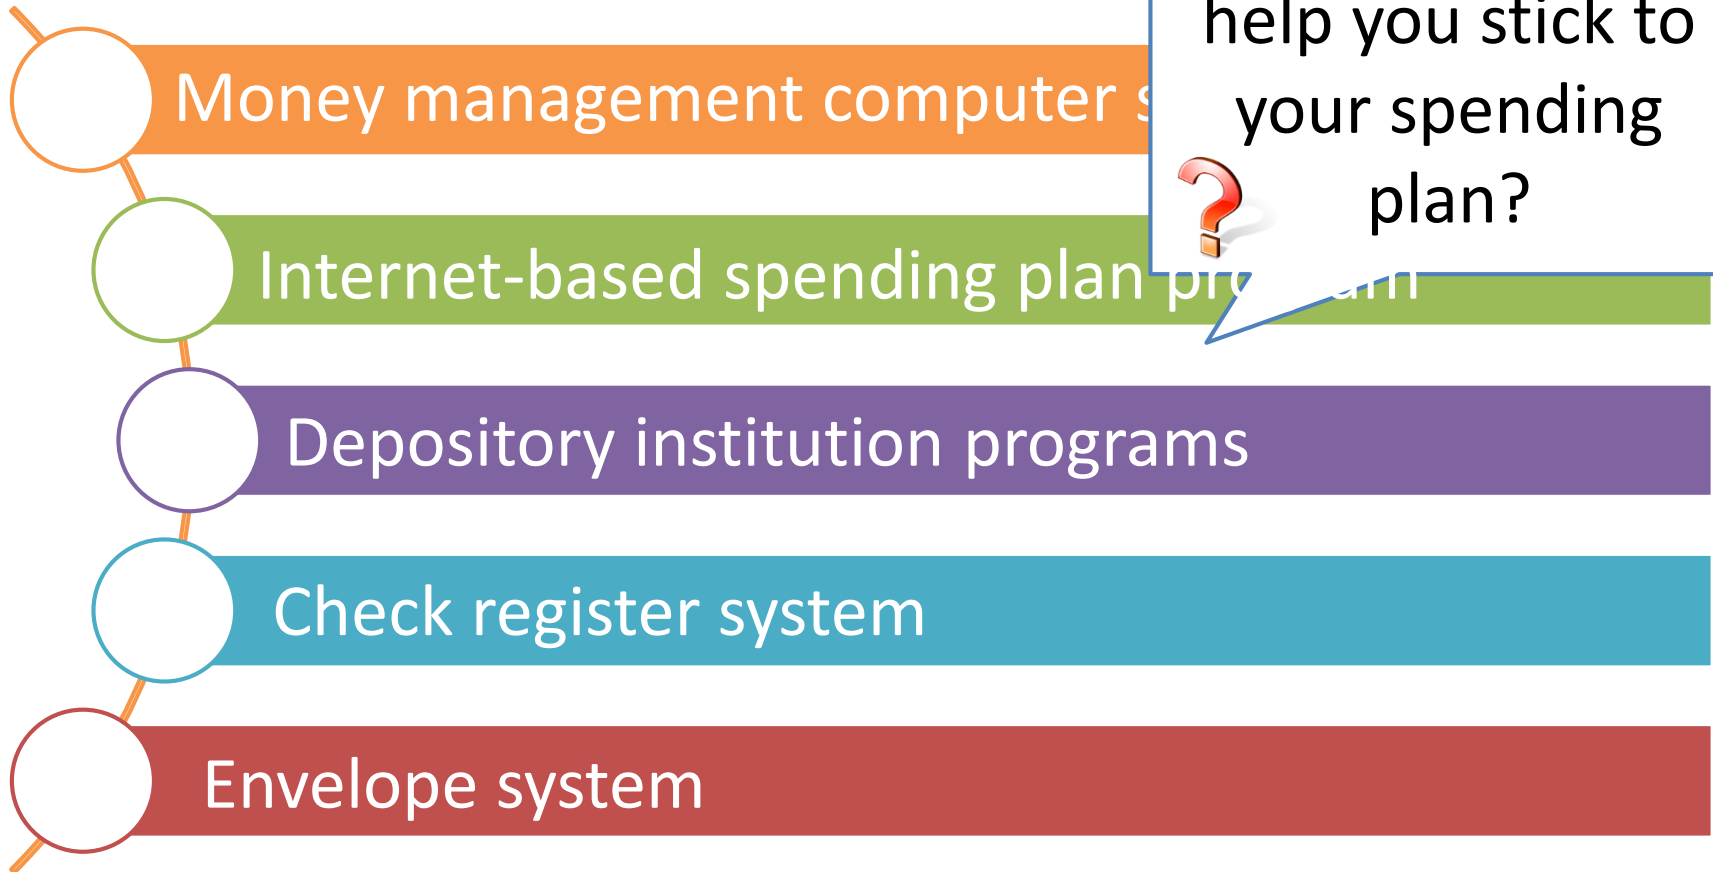 help you stick to
your spending
plan?
Money management computer
Internet-based spending plan
Depository institution programs
Check register system
Envelope system